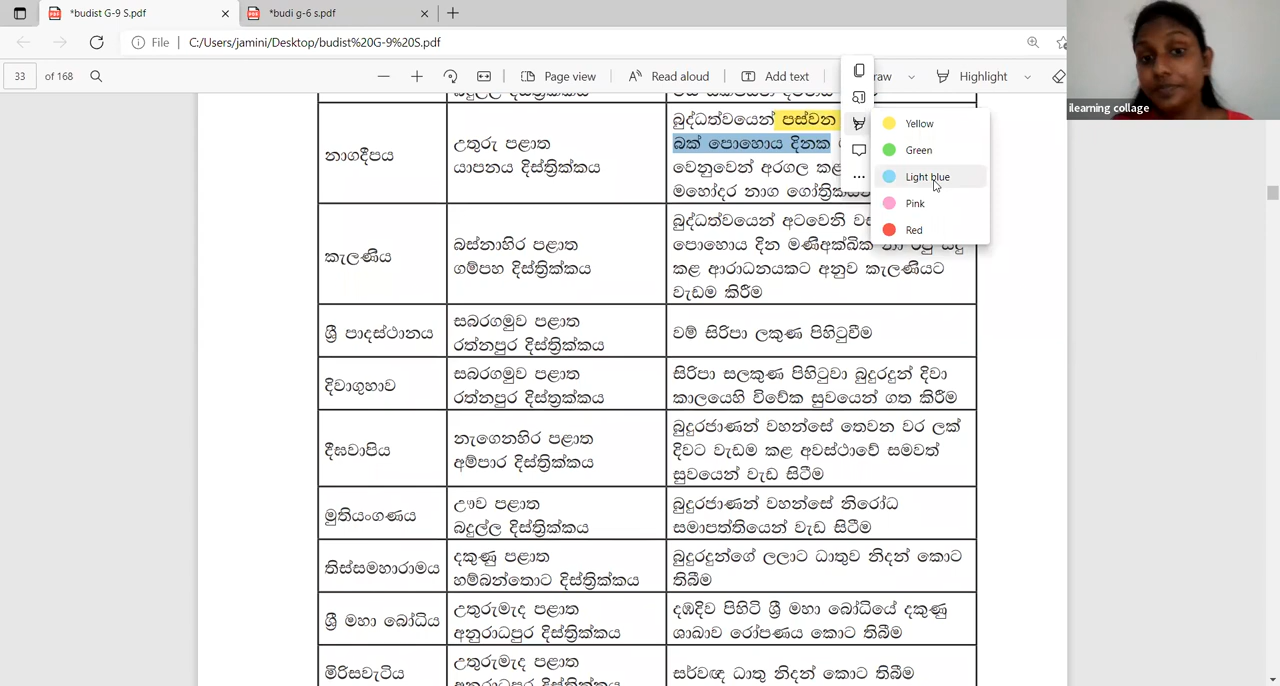 *budist G-9 S.pdf
*budi g-6 s.pdf
File | C:/Users/jamini/Desktop/budist%20G-9%20S.pdf
33 of 168 Page view Read aloud Add text Highlight
ilearning collage
Yellow
Green
Light blue
Pink
Red
නාගදීපය
උතුරු පළාත
යාපනය දිස්ත්‍රික්කය
බුද්ධත්වයෙන් පස්වන
බක් පොහොය දිනක
වෙනුවෙන් අරගල කළ
මහෝදර නාග
කැලණිය
බස්නාහිර පළාත
ගම්පහ දිස්ත්‍රික්කය
බුද්ධත්වයෙන් අටවෙනි
පොහොය දින මණිඅක්ඛික
කළ ආරාධනයකට අනුව කැලණියට
වැඩම කිරීම
ශ්‍රී පාදස්ථානය
සබරගමුව පළාත
රත්නපුර දිස්ත්‍රික්කය
වම් සිරිපා ලකුණ පිහිටුවීම
දිවාගුහාව
සබරගමුව පළාත
රත්නපුර දිස්ත්‍රක්කය
සිරිපා සලකුණ පිහිටුවා බුදුරදුන් දිවා
කාලයෙහි විවේක සුවයෙන් ගත කිරීම
දීඝවාපිය
නැගෙනහිර පළාත
අම්පාර දිස්ත්‍රික්කය
බුදුරජාණන් වහන්සේ තෙවන වර ලක්
දිවට වැඩම කළ අවස්ථාවේ සමවත්
සුවයෙන් වැඩ සිටීම
මුතියංගණය
ඌව පළාත
බදුල්ල දිස්ත්‍රික්කය
බුදුරජාණන් වහන්සේ නිරෝධ
සමාපත්තියෙන් වැඩ සිටීම
තිස්සමහාරාමය
දකුණු පළාත
හම්බන්තොට දිස්ත්‍රික්කය
බුදුරදුන්ගේ ලලාට ධාතුව නිදන් කොට
තිබීම
ශ්‍රී මහා බෝධිය
උතුරුමැද පළාත
අනුරාධපුර දිස්ත්‍රික්කය
දඹදිව පිහිටි ශ්‍රී මහා බෝධියේ දකුණු
ශාඛාව රෝපණය කොට තිබීම
මිරිසවැටිය
උතුරුමැද පළාත
සර්වඥ ධාතු නිදන් කොට තිබීම